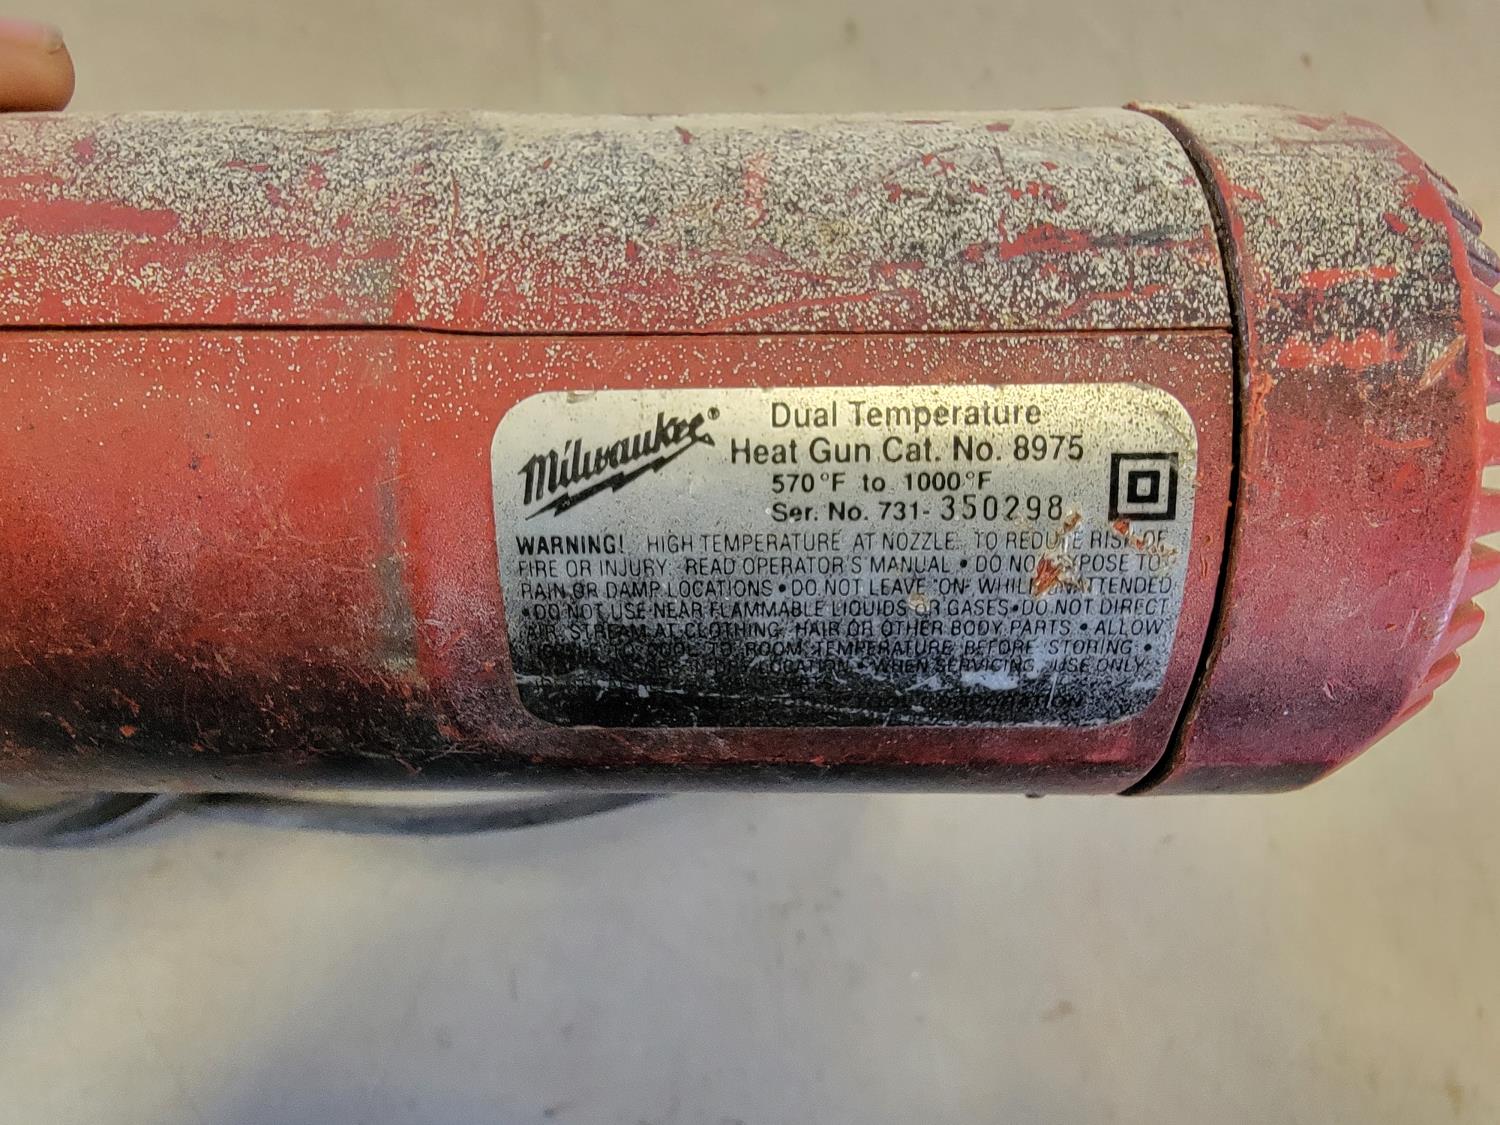 Milwaukee®
Dual Temperature
Heat Gun Cat. No. 8975
570°F to 1000°F
Ser. No. 731- 350298
WARNING! HIGH TEMPERATURE AT NOZZLE. TO REDUCE RISK OF
FIRE OR INJURY, READ OPERATOR'S MANUAL • DO NOT EXPOSE TO
RAIN OR DAMP LOCATIONS • DO NOT LEAVE "ON" WHILE UNATTENDED
• DO NOT USE NEAR FLAMMABLE LIQUIDS OR GASES • DO NOT DIRECT
AIR STREAM AT CLOTHING, HAIR OR OTHER BODY PARTS • ALLOW
TO COOL TO ROOM TEMPERATURE BEFORE STORING •
LOCATION • WHEN SERVICING, USE ONLY